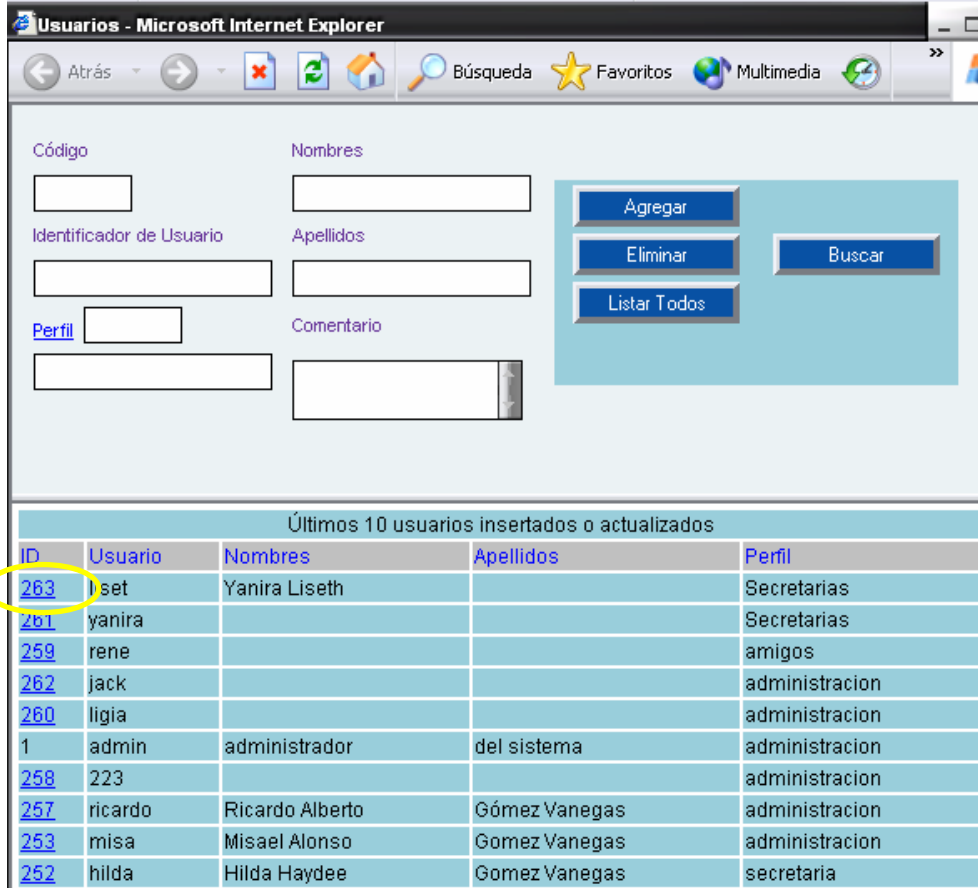 Usuarios - Microsoft Internet Explorer
Atrás Búsqueda Favoritos Multimedia »
Código Nombres
Agregar
Identificador de Usuario Apellidos
Eliminar Buscar
Listar Todos
Perfil Comentario
Últimos 10 usuarios insertados o actualizados
ID Usuario Nombres Apellidos Perfil
263 liset Yanira Liseth Secretarias
261 yanira Secretarias
259 rene amigos
262 jack administracion
260 ligia administracion
1 admin administrador del sistema administracion
258 223 administracion
257 ricardo Ricardo Alberto Gómez Vanegas administracion
253 misa Misael Alonso Gomez Vanegas administracion
252 hilda Hilda Haydee Gomez Vanegas secretaria